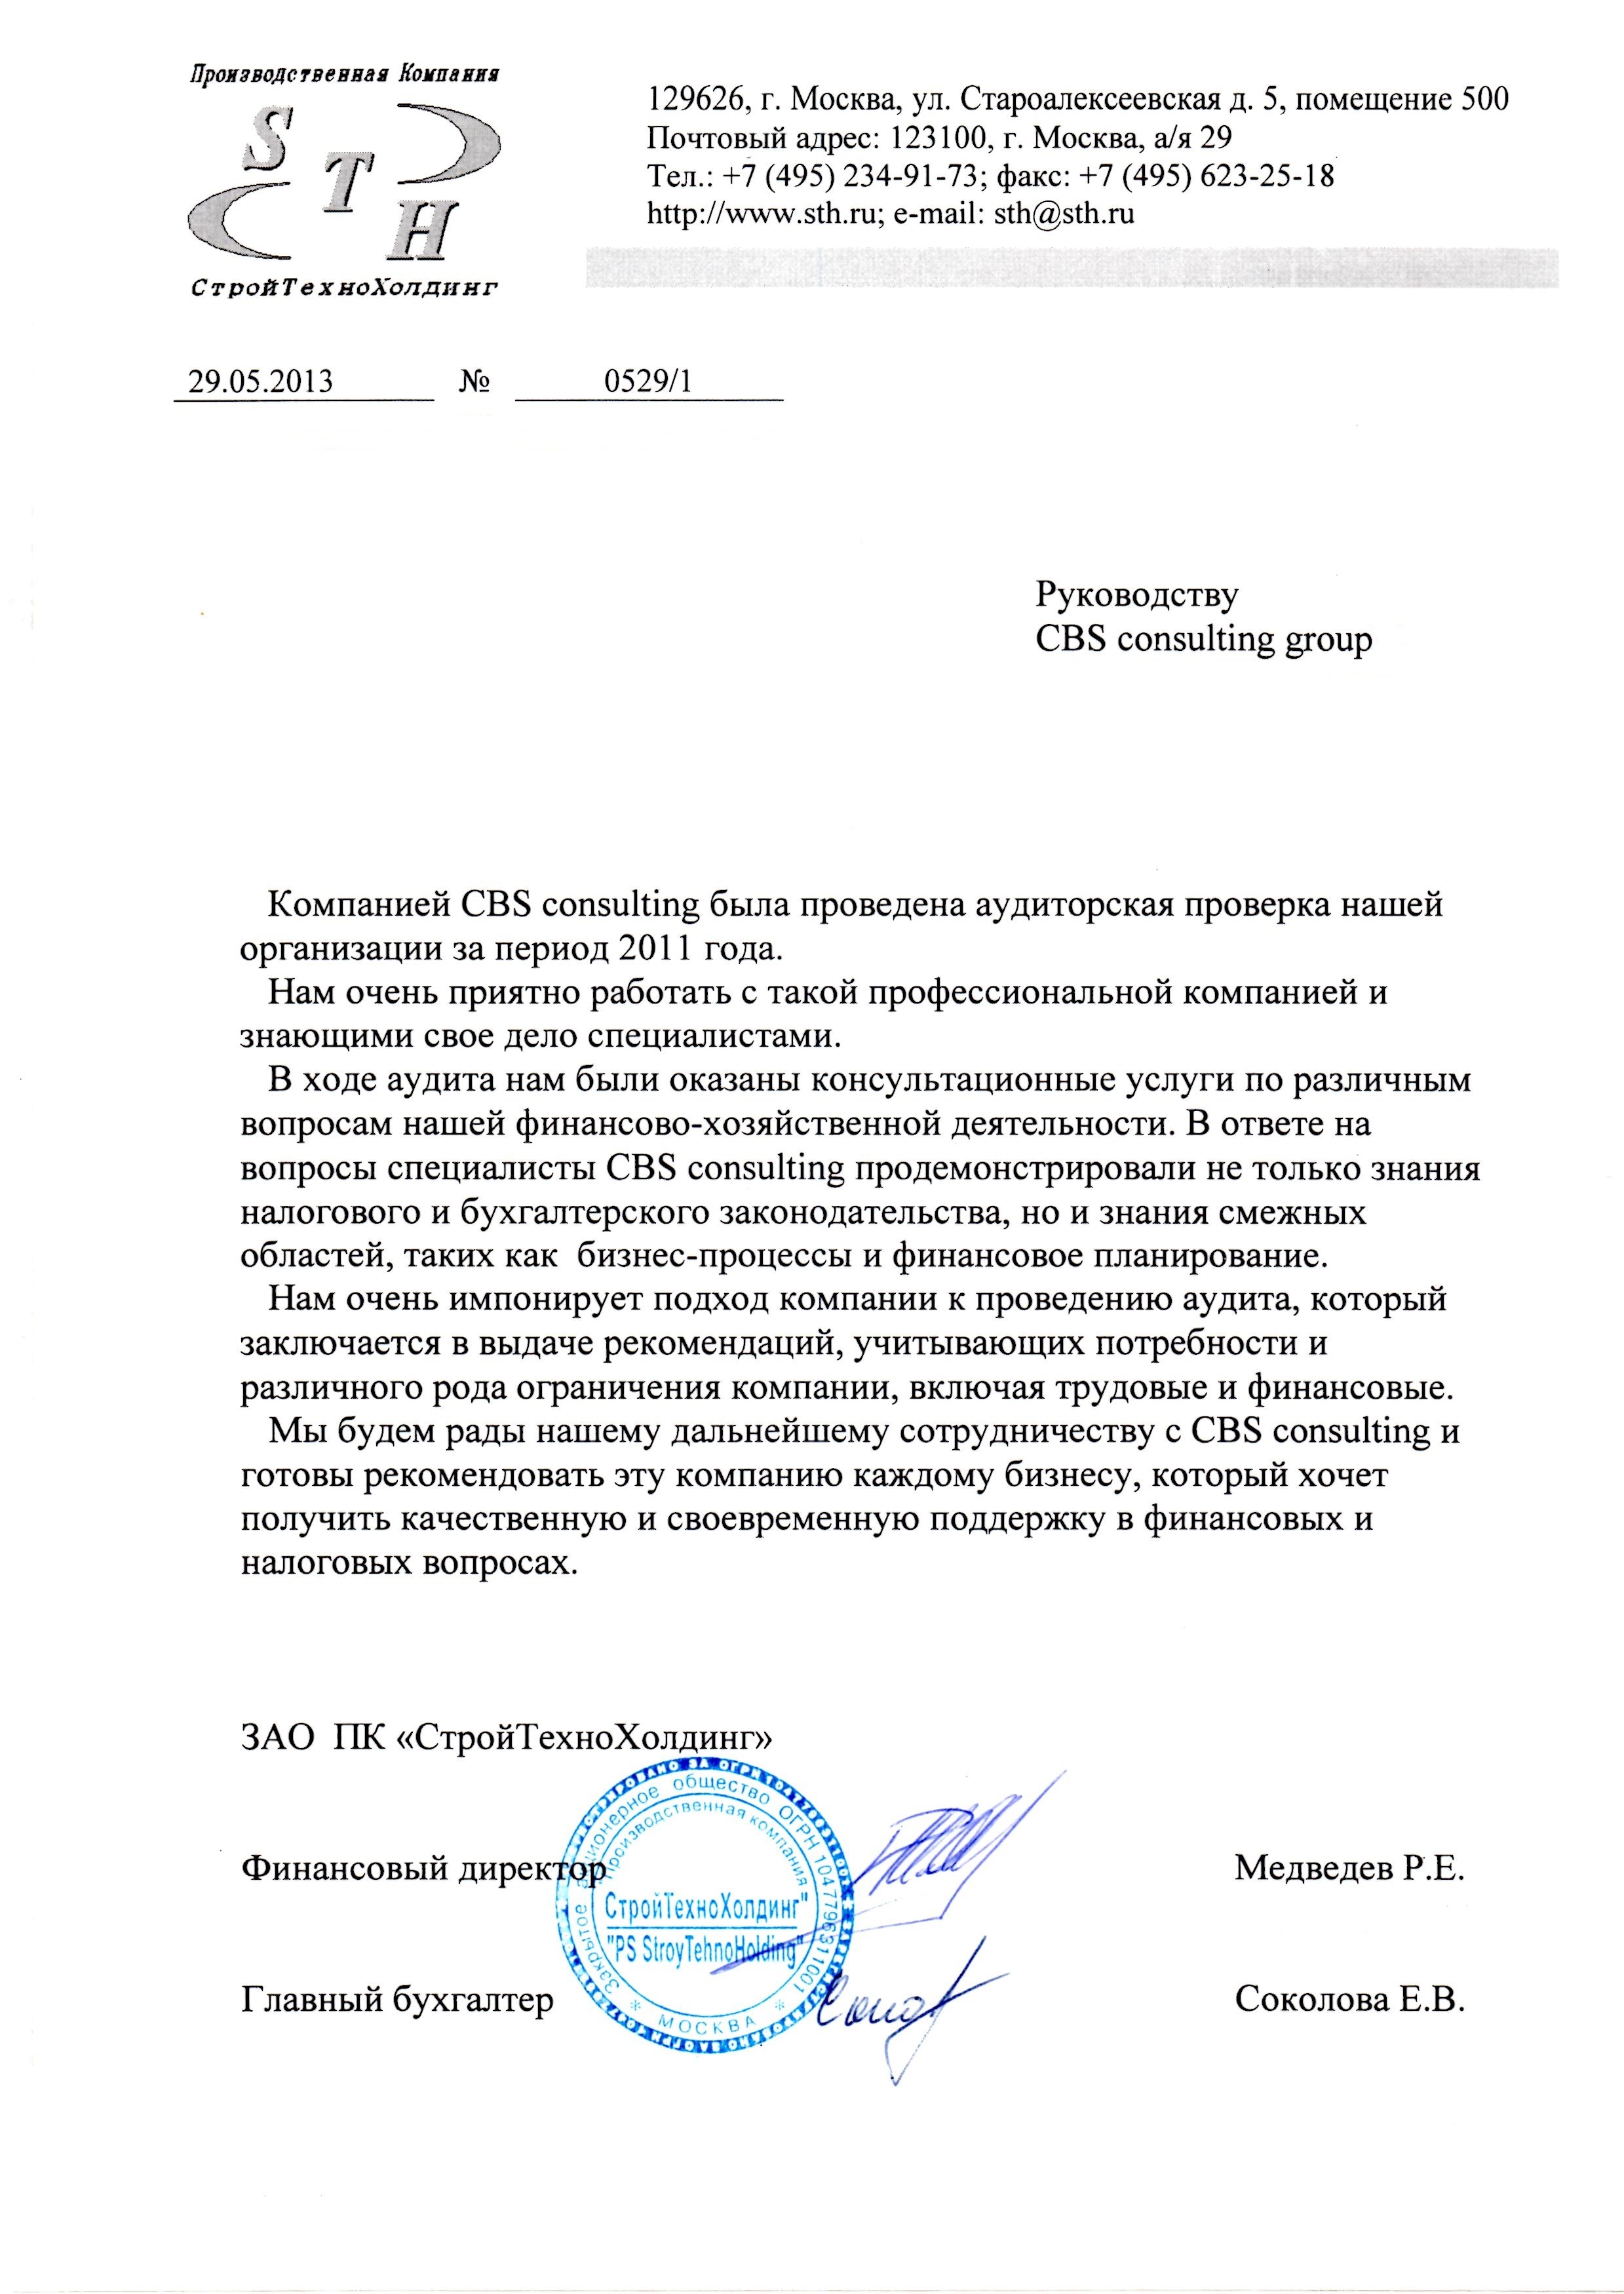 Производственная Компания
S
T
H
СтройТехноХолдинг
129626, г. Москва, ул. Староалексеевская д. 5, помещение 500
Почтовый адрес: 123100, г. Москва, а/я 29
Тел.: +7 (495) 234-91-73; факс: +7 (495) 623-25-18
http://www.sth.ru; e-mail: sth@sth.ru
29.05.2013 № 0529/1
Руководству
CBS consulting group
Компанией CBS consulting была проведена аудиторская проверка нашей
организации за период 2011 года.
Нам очень приятно работать с такой профессиональной компанией и
знающими свое дело специалистами.
В ходе аудита нам были оказаны консультационные услуги по различным
вопросам нашей финансово-хозяйственной деятельности. В ответе на
вопросы специалисты CBS consulting продемонстрировали не только знания
налогового и бухгалтерского законодательства, но и знания смежных
областей, таких как  бизнес-процессы и финансовое планирование.
Нам очень импонирует подход компании к проведению аудита, который
заключается в выдаче рекомендаций, учитывающих потребности и
различного рода ограничения компании, включая трудовые и финансовые.
Мы будем рады нашему дальнейшему сотрудничеству с CBS consulting и
готовы рекомендовать эту компанию каждому бизнесу, который хочет
получить качественную и своевременную поддержку в финансовых и
налоговых вопросах.
ЗАО  ПК «СтройТехноХолдинг»
Финансовый директор
Медведев Р.Е.
Закрытое акционерное общество ОГРН 1047796311001
"Производственная компания
СтройТехноХолдинг"
"PS StroyTehnoHolding"
* МОСКВА *
Главный бухгалтер
Соколова Е.В.